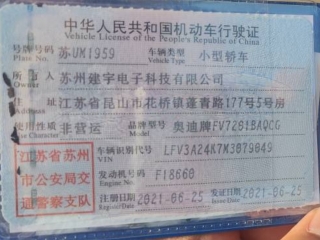 中华人民共和国机动车行驶证
Vehicle License of the People's Republic of China
号牌号码 苏UM1959 车辆类型 小型轿车
Plate No. Vehicle Type
所有人 苏州建宇电子科技有限公司
Owner
住址 江苏省昆山市花桥镇蓬青路177号5号房
Address
使用性质 非营运 品牌型号 奥迪牌FV7281BAQCG
江苏省苏州市公安局交通警察支队
车辆识别代号 LFV3A24K7M3879849
VIN
发动机号码 F18668
Engine No.
注册日期 2021-06-25 发证日期 2021-06-25
Register Date Issue Date